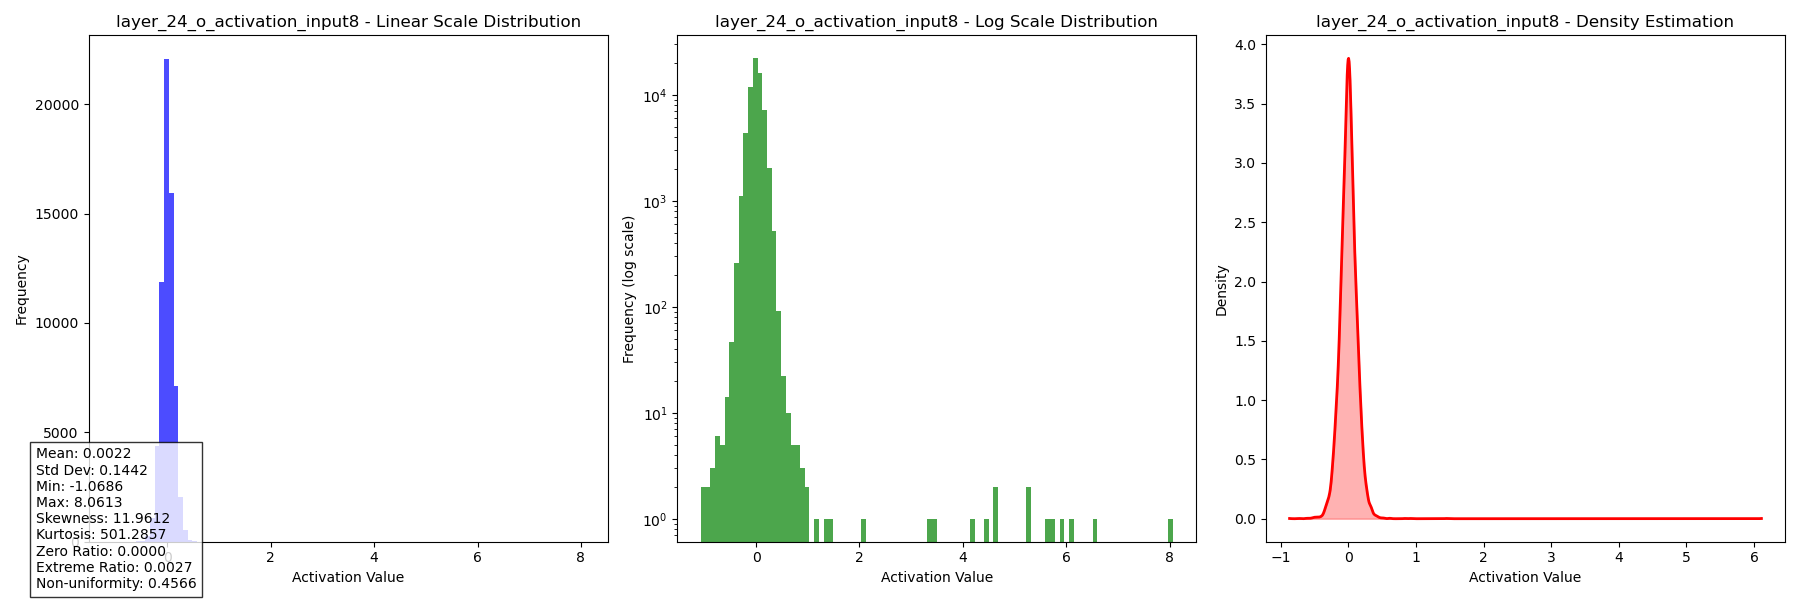 layer_24_o_activation_input8 - Linear Scale Distribution
Frequency
20000
15000
10000
5000
0
0
2
4
6
8
Activation Value
Mean: 0.0022
Std Dev: 0.1442
Min: -1.0686
Max: 8.0613
Skewness: 11.9612
Kurtosis: 501.2857
Zero Ratio: 0.0000
Extreme Ratio: 0.0027
Non-uniformity: 0.4566
layer_24_o_activation_input8 - Log Scale Distribution
Frequency (log scale)
10⁴
10³
10²
10¹
10⁰
0
2
4
6
8
Activation Value
layer_24_o_activation_input8 - Density Estimation
Density
4.0
3.5
3.0
2.5
2.0
1.5
1.0
0.5
0.0
−1
0
1
2
3
4
5
6
Activation Value